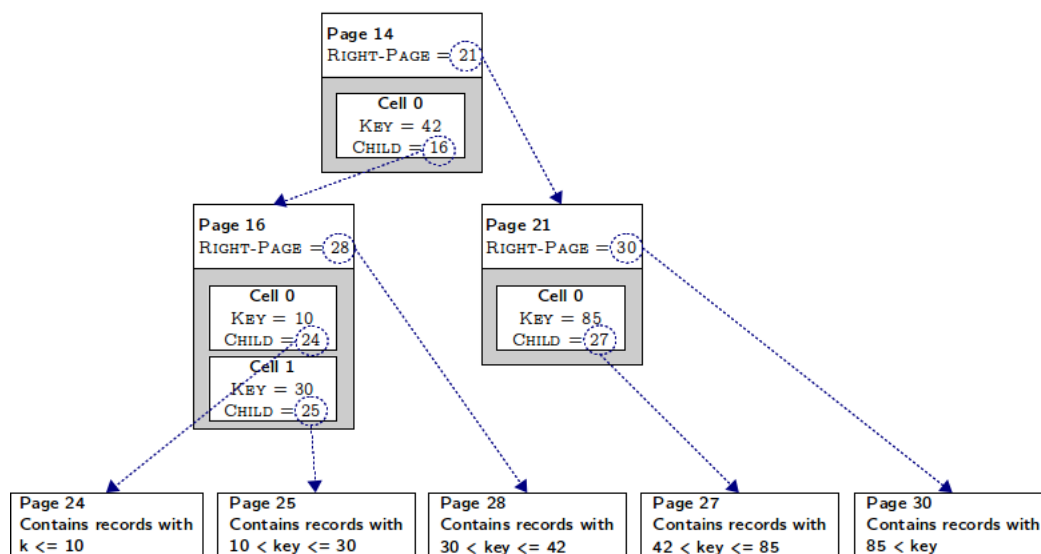 Page 14
RIGHT-PAGE = 21
Cell 0
KEY = 42
CHILD = 16
Page 16
RIGHT-PAGE = 28
Cell 0
KEY = 10
CHILD = 24
Cell 1
KEY = 30
CHILD = 25
Page 21
RIGHT-PAGE = 30
Cell 0
KEY = 85
CHILD = 27
Page 24
Contains records with
k <= 10
Page 25
Contains records with
10 < key <= 30
Page 28
Contains records with
30 < key <= 42
Page 27
Contains records with
42 < key <= 85
Page 30
Contains records with
85 < key